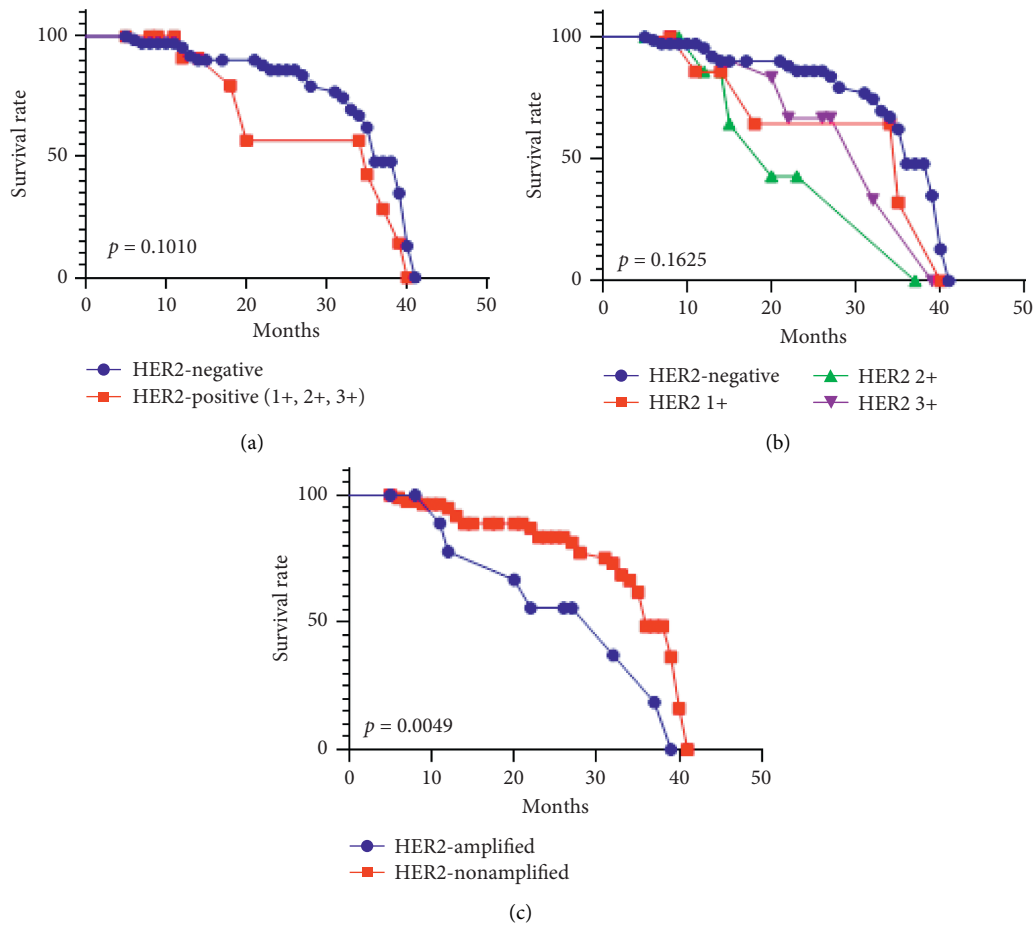 100
50
0
Survival rate
p = 0.1010
0 10 20 30 40 50
Months
HER2-negative
HER2-positive (1+, 2+, 3+)
(a)
100
50
0
Survival rate
p = 0.1625
0 10 20 30 40 50
Months
HER2-negative HER2 2+
HER2 1+ HER2 3+
(b)
100
50
0
Survival rate
p = 0.0049
0 10 20 30 40 50
Months
HER2-amplified
HER2-nonamplified
(c)